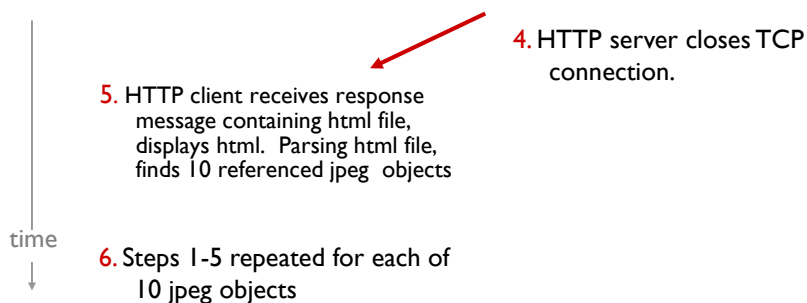 4. HTTP server closes TCP
connection.
5. HTTP client receives response
message containing html file,
displays html. Parsing html file,
finds 10 referenced jpeg objects
time
6. Steps 1-5 repeated for each of
10 jpeg objects